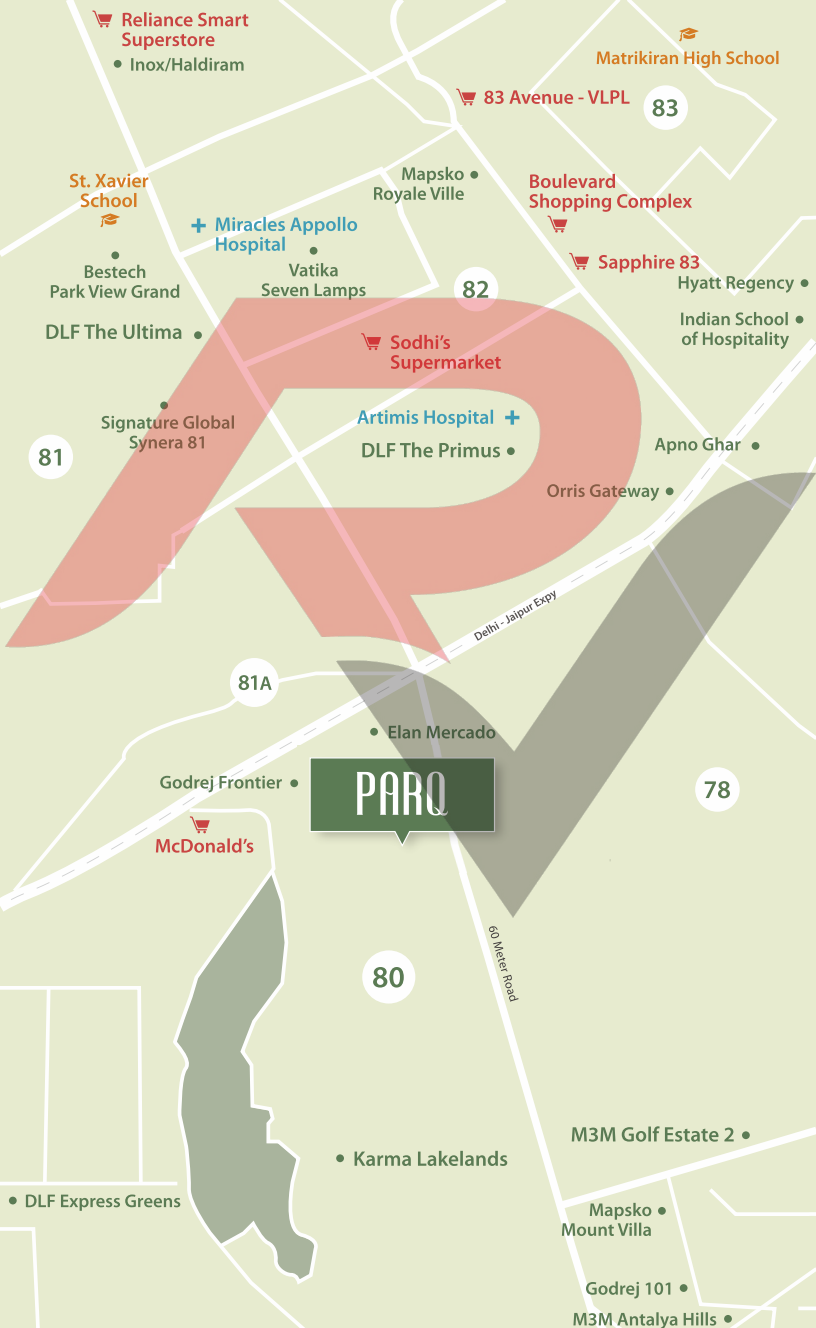 Reliance Smart
Superstore
Inox/Haldiram
Matrikiran High School
83 Avenue - VLPL
83
St. Xavier
School
Mapsko
Royale Ville
Boulevard
Shopping Complex
Miracles Appollo
Hospital
Bestech
Park View Grand
Vatika
Seven Lamps
82
Sapphire 83
Hyatt Regency
Indian School
of Hospitality
DLF The Ultima
Sodhi's
Supermarket
Signature Global
Synera 81
81
Artimis Hospital
DLF The Primus
Apno Ghar
Orris Gateway
Delhi - Jaipur Expy
81A
Elan Mercado
Godrej Frontier
PARQ
78
McDonald's
60 Meter Road
80
M3M Golf Estate 2
Karma Lakelands
DLF Express Greens
Mapsko
Mount Villa
Godrej 101
M3M Antalya Hills